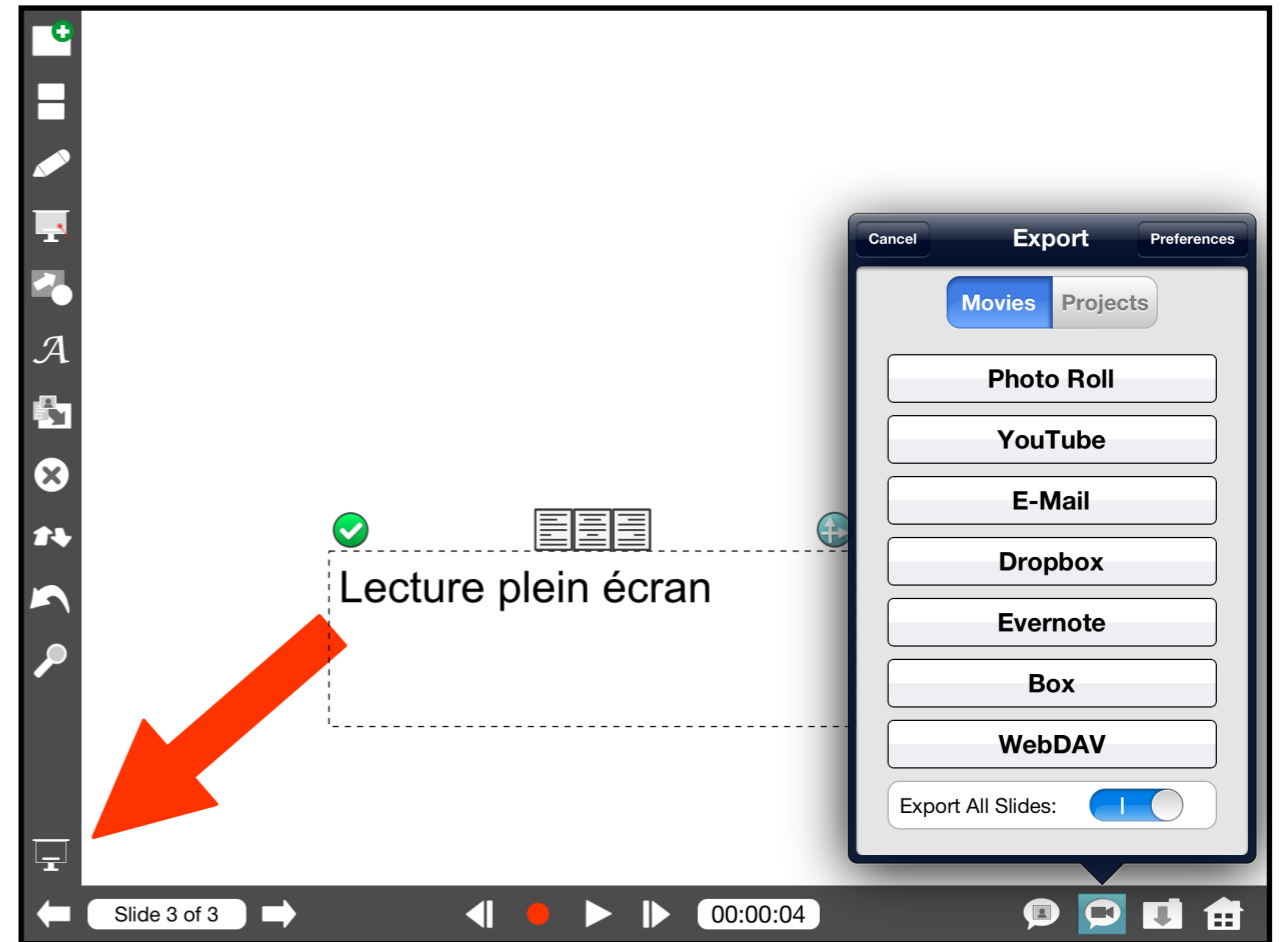 Cancel
Export
Preferences
Movies
Projects
Photo Roll
YouTube
E-Mail
Dropbox
Evernote
Box
WebDAV
Export All Slides:
A
Lecture plein écran
Slide 3 of 3
00:00:04